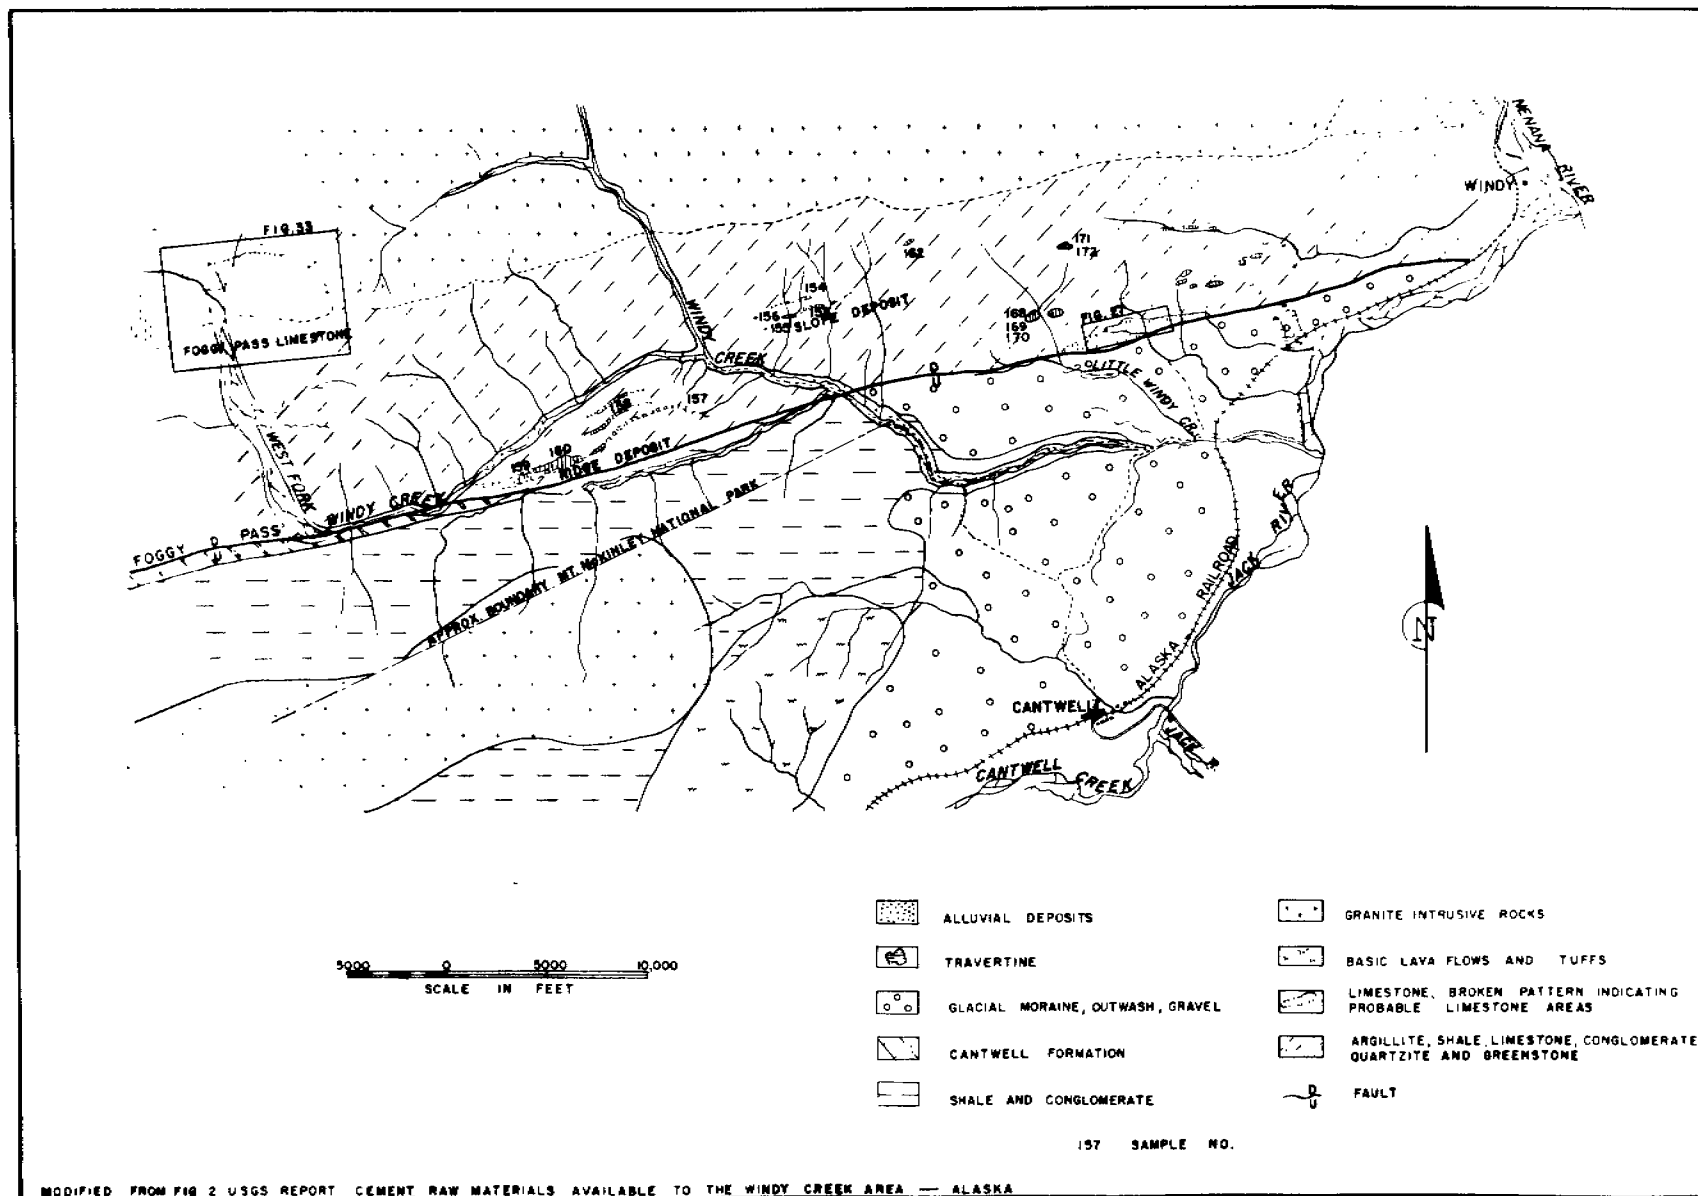 NENANA RIVER
WINDY
FIG. 33
171
172
162
154
168
169
170
156
155 SLOPE DEPOSIT
FOGGY PASS LIMESTONE
WINDY CREEK
LITTLE WINDY CR.
157
D
U
160
RIDGE DEPOSIT
WEST FORK
WINDY CREEK
FOGGY PASS
D
U
APPROX. BOUNDARY MT. McKINLEY NATIONAL PARK
ALASKA RAILROAD
JACK RIVER
CANTWELL
JACK
CANTWELL CREEK
N
5000 0 5000 10,000
SCALE IN FEET
ALLUVIAL DEPOSITS
TRAVERTINE
GLACIAL MORAINE, OUTWASH, GRAVEL
CANTWELL FORMATION
SHALE AND CONGLOMERATE
GRANITE INTRUSIVE ROCKS
BASIC LAVA FLOWS AND TUFFS
LIMESTONE, BROKEN PATTERN INDICATING
PROBABLE LIMESTONE AREAS
ARGILLITE, SHALE, LIMESTONE, CONGLOMERATE
QUARTZITE AND GREENSTONE
D
U
FAULT
157 SAMPLE NO.
MODIFIED FROM FIG 2 USGS REPORT CEMENT RAW MATERIALS AVAILABLE TO THE WINDY CREEK AREA — ALASKA